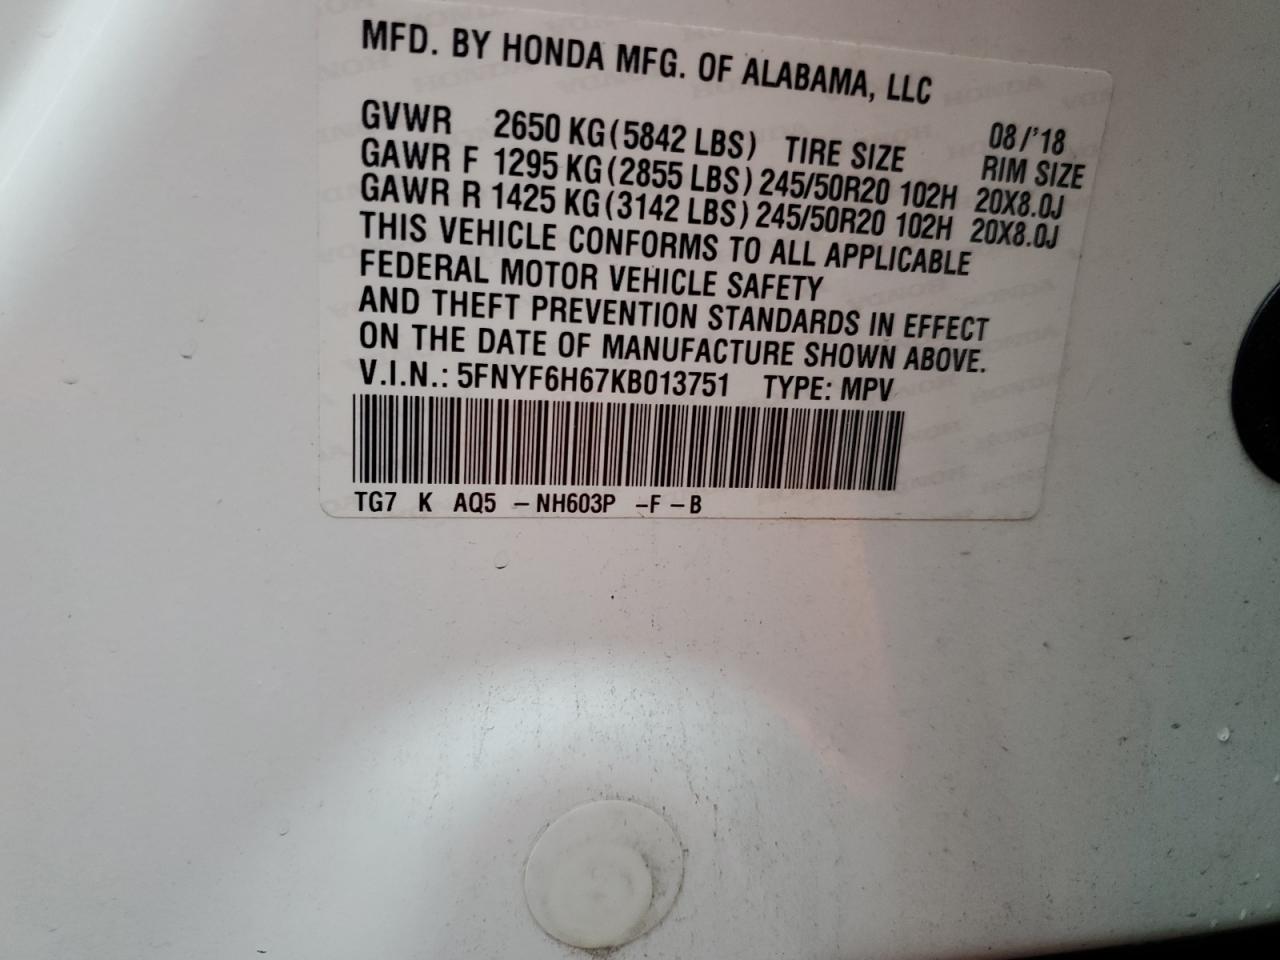 MFD. BY HONDA MFG. OF ALABAMA, LLC
08/'18
GVWR 2650 KG(5842 LBS) TIRE SIZE RIM SIZE
GAWR F 1295 KG(2855 LBS) 245/50R20 102H 20X8.0J
GAWR R 1425 KG(3142 LBS) 245/50R20 102H 20X8.0J
THIS VEHICLE CONFORMS TO ALL APPLICABLE
FEDERAL MOTOR VEHICLE SAFETY
AND THEFT PREVENTION STANDARDS IN EFFECT
ON THE DATE OF MANUFACTURE SHOWN ABOVE.
V.I.N.: 5FNYF6H67KB013751 TYPE: MPV
TG7 K AQ5 -NH603P -F-B